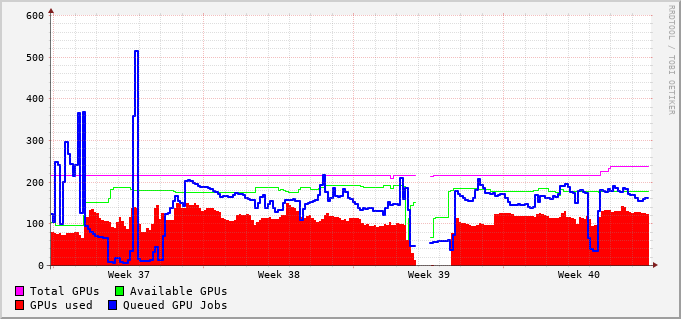 600
500
400
300
200
100
0
Week 37 Week 38 Week 39 Week 40
Total GPUs Available GPUs
GPUs used Queued GPU Jobs
RRDTOOL / TOBI OETIKER